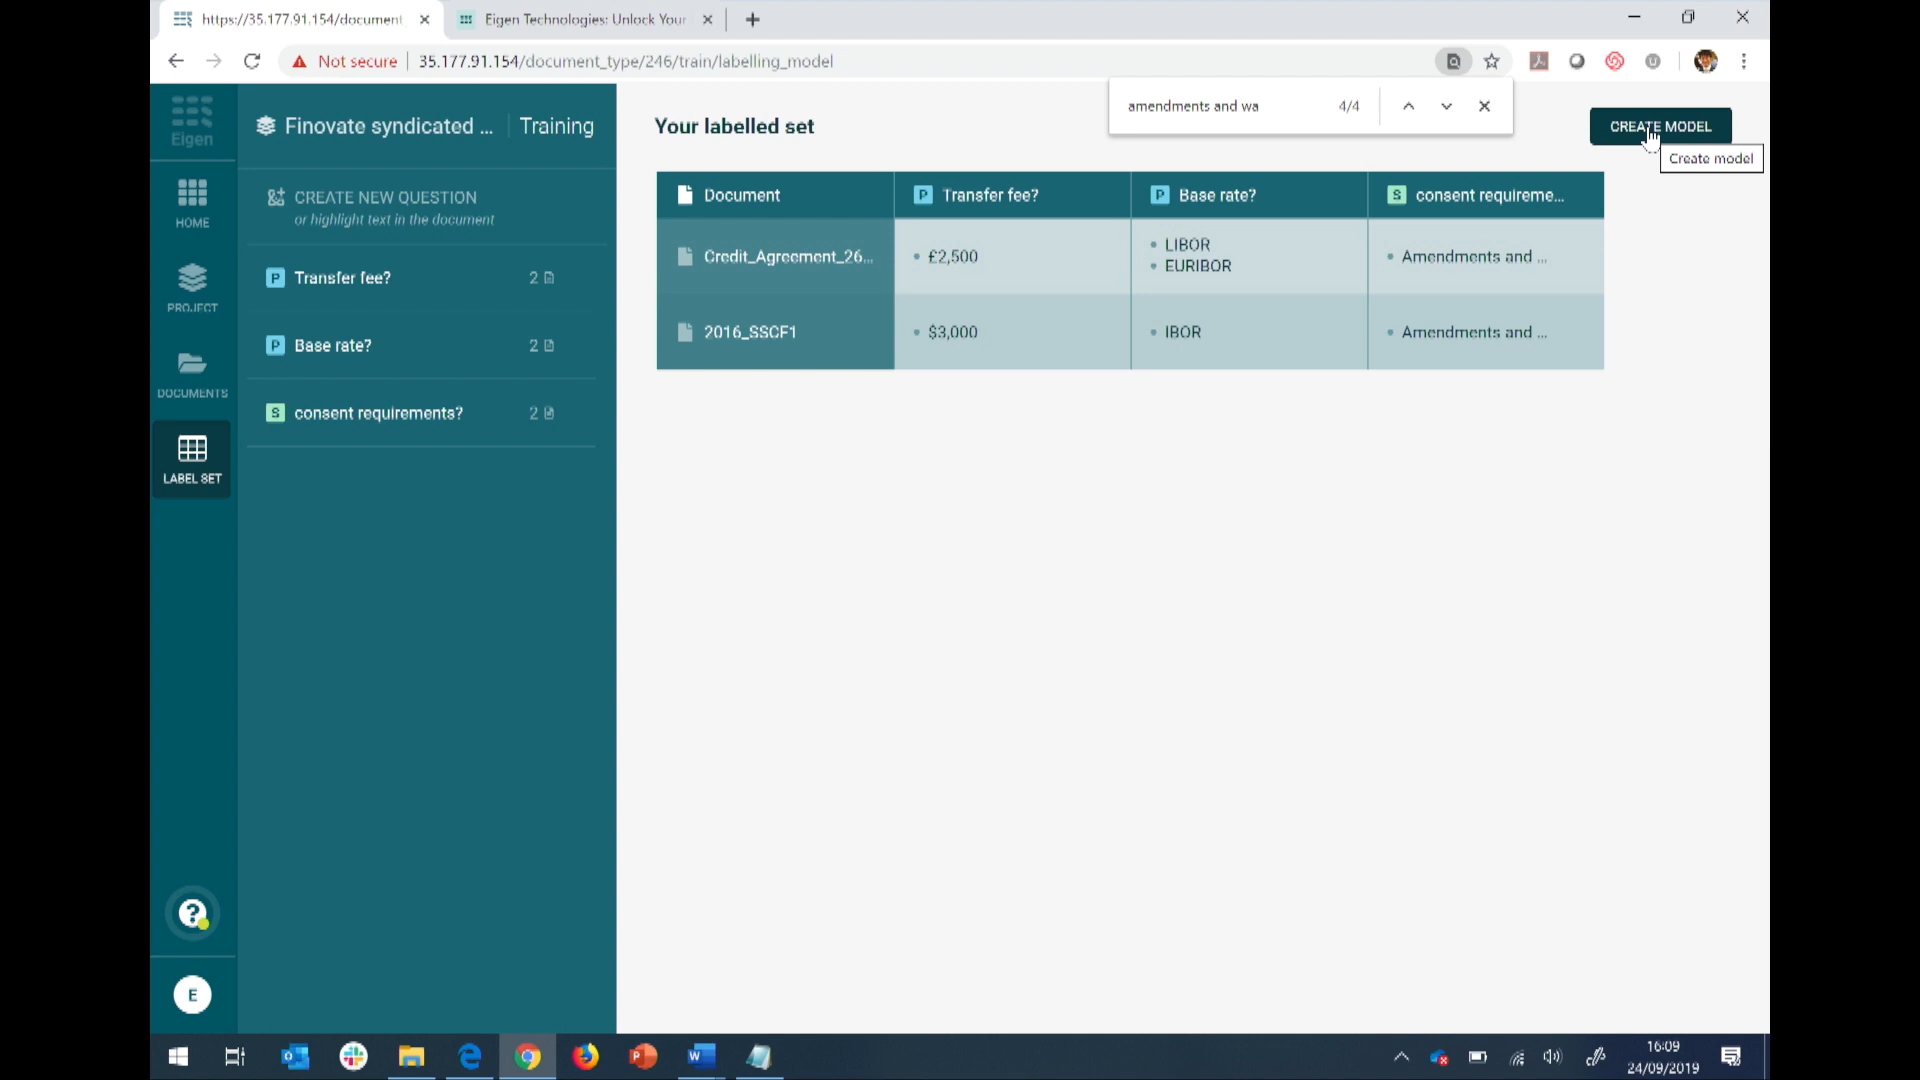 https://35.177.91.154/document
Eigen Technologies: Unlock Your
Not secure
35.177.91.154/document_type/246/train/labelling_model
amendments and wa
4/4
Eigen
Finovate syndicated ...
Training
Your labelled set
CREATE MODEL
Create model
HOME
PROJECT
DOCUMENTS
LABEL SET
CREATE NEW QUESTION
or highlight text in the document
P Transfer fee? 2
P Base rate? 2
S consent requirements? 2
Document
P Transfer fee?
P Base rate?
S consent requireme...
Credit_Agreement_26...
£2,500
LIBOR
EURIBOR
Amendments and ...
2016_SSCF1
$3,000
IBOR
Amendments and ...
?
E
16:09
24/09/2019